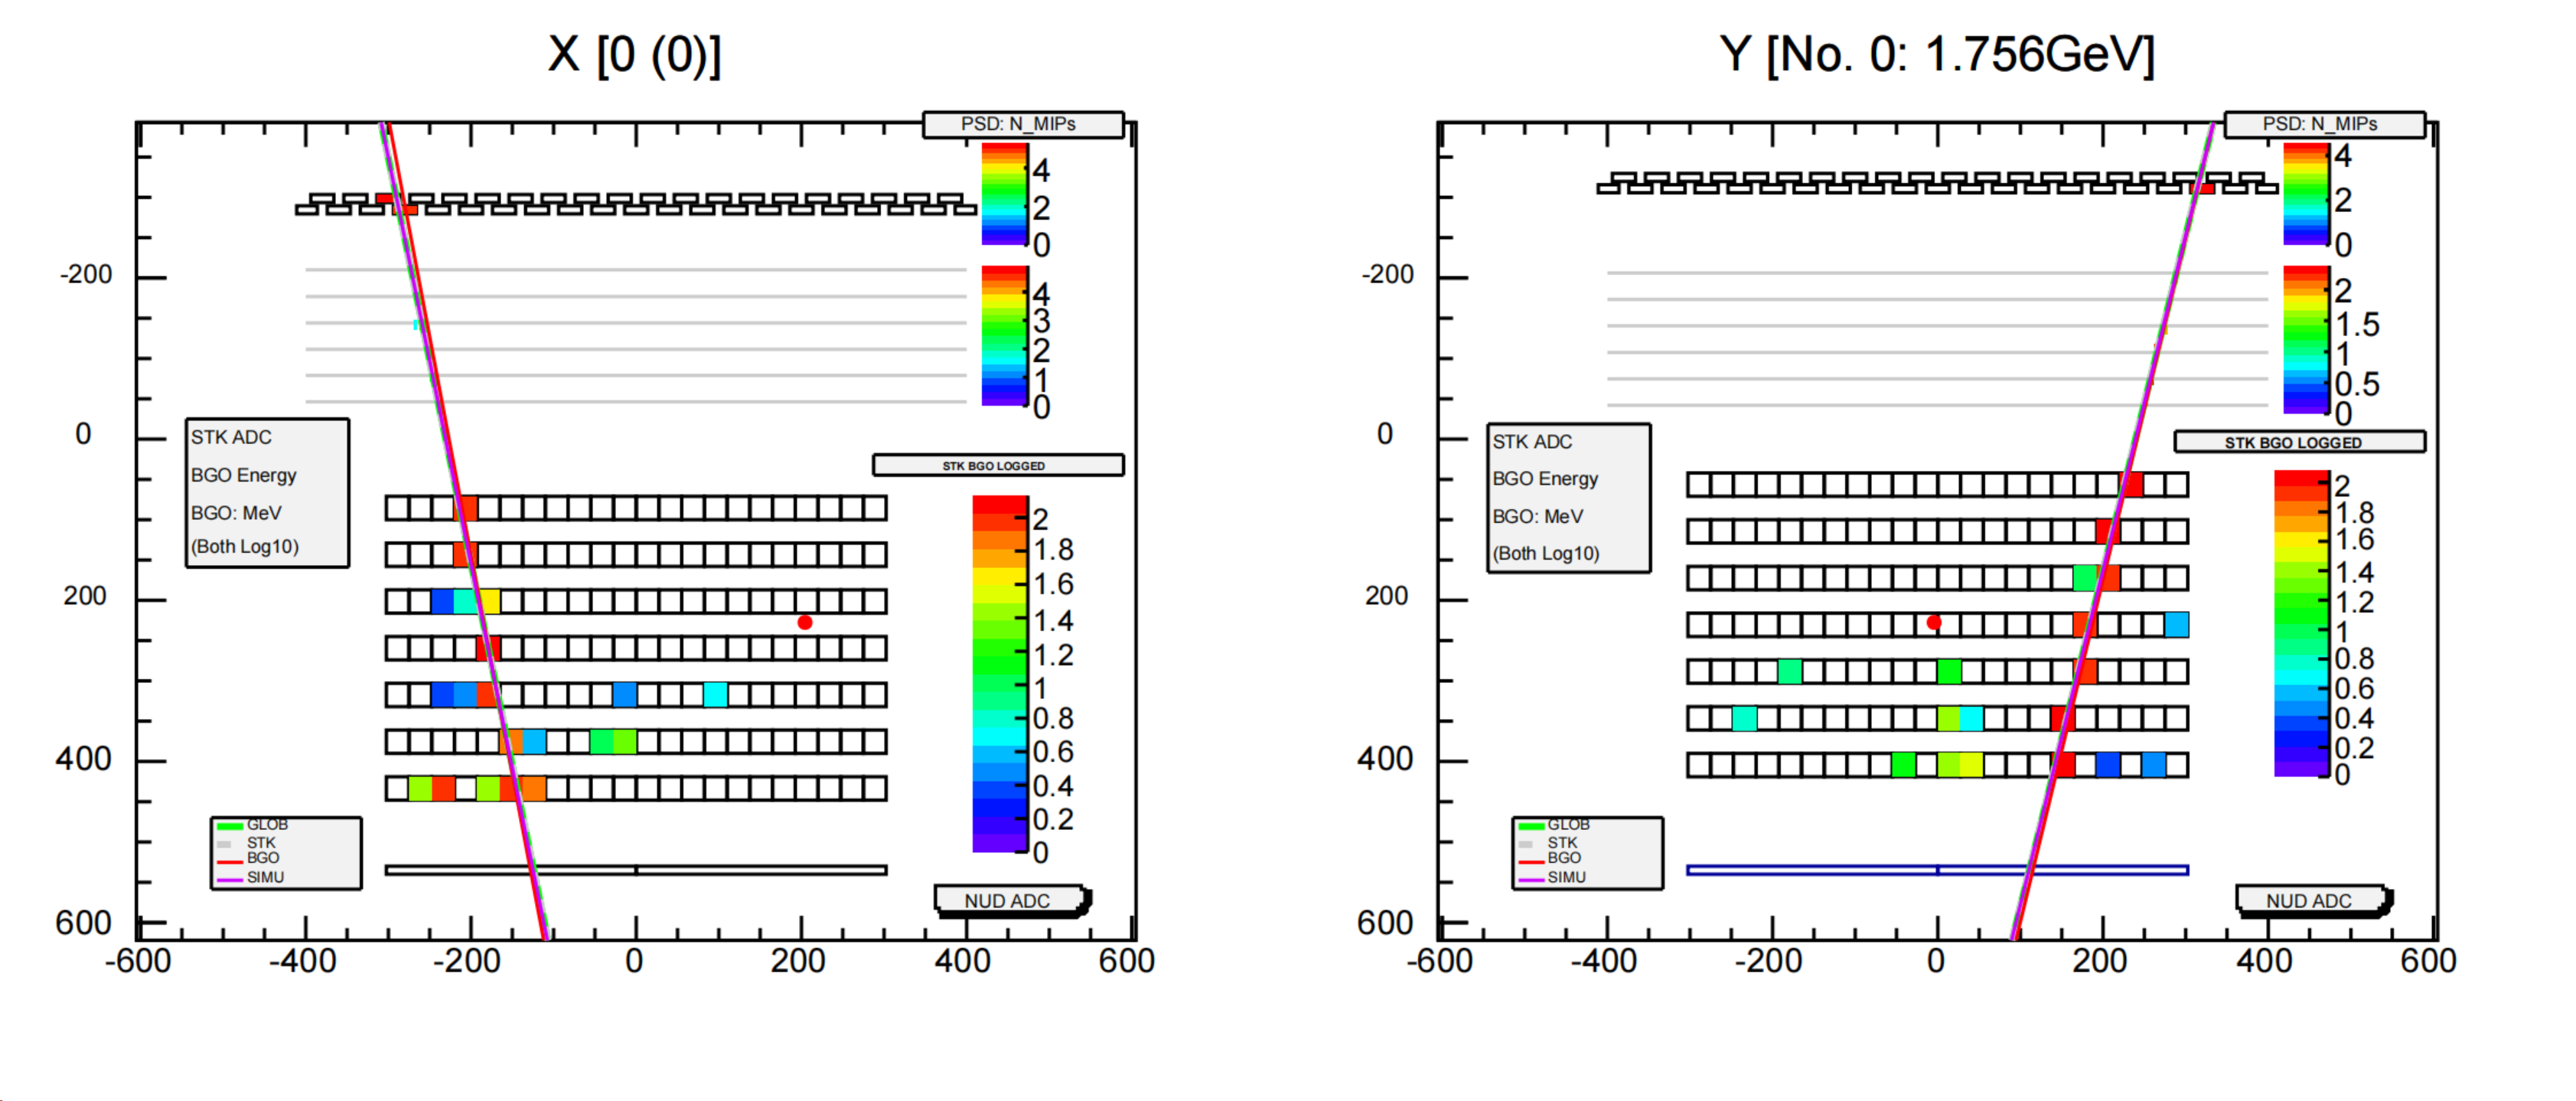 X [0 (0)]
PSD: N_MIPs
4
2
0
4
3
2
1
0
-200
0
200
400
600
STK ADC
BGO Energy
BGO: MeV
(Both Log10)
STK BGO LOGGED
2
1.8
1.6
1.4
1.2
1
0.8
0.6
0.4
0.2
0
GLOB
STK
BGO
SIMU
NUD ADC
-600 -400 -200 0 200 400 600
Y [No. 0: 1.756GeV]
PSD: N_MIPs
4
2
0
2
1.5
1
0.5
0
-200
0
200
400
600
STK ADC
BGO Energy
BGO: MeV
(Both Log10)
STK BGO LOGGED
2
1.8
1.6
1.4
1.2
1
0.8
0.6
0.4
0.2
0
GLOB
STK
BGO
SIMU
NUD ADC
-600 -400 -200 0 200 400 600